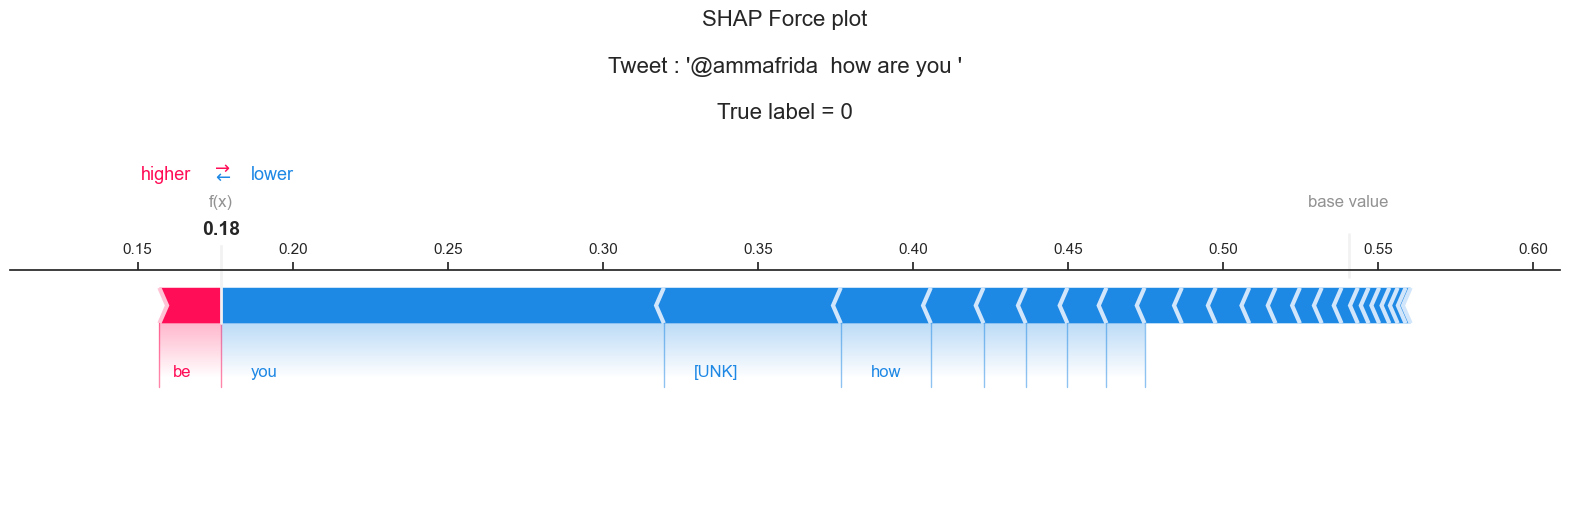 SHAP Force plot
Tweet : '@ammafrida  how are you '
True label = 0
higher ⇄ lower
f(x) base value
0.18
0.15 0.20 0.25 0.30 0.35 0.40 0.45 0.50 0.55 0.60
be you [UNK] how